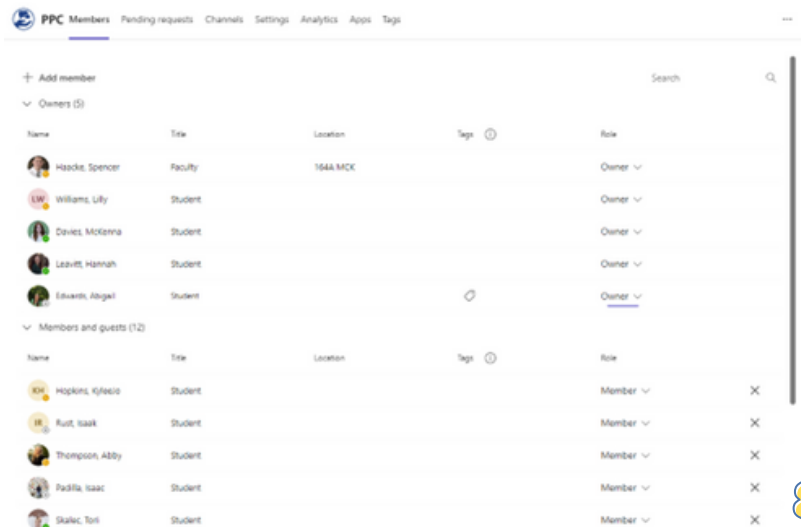 PPC Members Pending requests Channels Settings Analytics Apps Tags ...
+ Add member Search
Owners (5)
Name Title Location Tags Role
Haacke, Spencer Faculty 164A MCK Owner
LW Williams, Lilly Student Owner
Davies, McKenna Student Owner
Leavitt, Hannah Student Owner
Edwards, Abigail Student Owner
Members and guests (12)
Name Title Location Tags Role
KH Hopkins, Student Member
IR Rust, Isaak Student Member
Thompson, Abby Student Member
Padilla, Isaac Student Member
Skalec, Tori Student Member
8